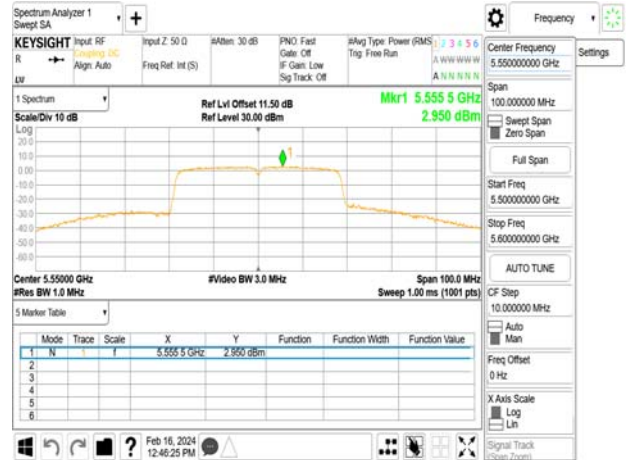 Spectrum Analyzer 1
Swept SA
+
Frequency
KEYSIGHT
R
LU
Input: RF
Coupling: DC
Align: Auto
Input Z: 50 Ω
Freq Ref: Int (S)
#Atten: 30 dB
PNO: Fast
Gate: Off
IF Gain: Low
Sig Track: Off
#Avg Type: Power (RMS
Trig: Free Run
1 2 3 4 5 6
A W W W W W
A N N N N N
Center Frequency
5.550000000 GHz
Settings
Span
100.000000 MHz
Swept Span
Zero Span
Full Span
Start Freq
5.500000000 GHz
Stop Freq
5.600000000 GHz
AUTO TUNE
CF Step
10.000000 MHz
Auto
Man
Freq Offset
0 Hz
X Axis Scale
Log
Lin
Signal Track
(Span Zoom)
1 Spectrum
Scale/Div 10 dB
Ref Lvl Offset 11.50 dB
Ref Level 30.00 dBm
Mkr1 5.555 5 GHz
2.950 dBm
Log
20.0
10.0
0.00
-10.0
-20.0
-30.0
-40.0
-50.0
-60.0
1
Center 5.55000 GHz
#Res BW 1.0 MHz
#Video BW 3.0 MHz
Span 100.0 MHz
Sweep 1.00 ms (1001 pts)
5 Marker Table
Mode Trace Scale X Y Function Function Width Function Value
1 N 1 f 5.555 5 GHz 2.950 dBm
2
3
4
5
6
?
Feb 16, 2024
12:46:25 PM